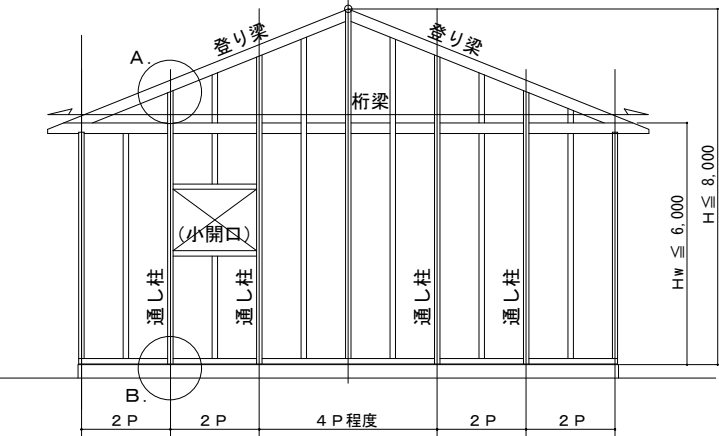 登り梁
登り梁
A.
桁梁
H≦8,000
Hw≦6,000
(小開口)
通し柱
通し柱
通し柱
通し柱
B.
2P
2P
4P程度
2P
2P